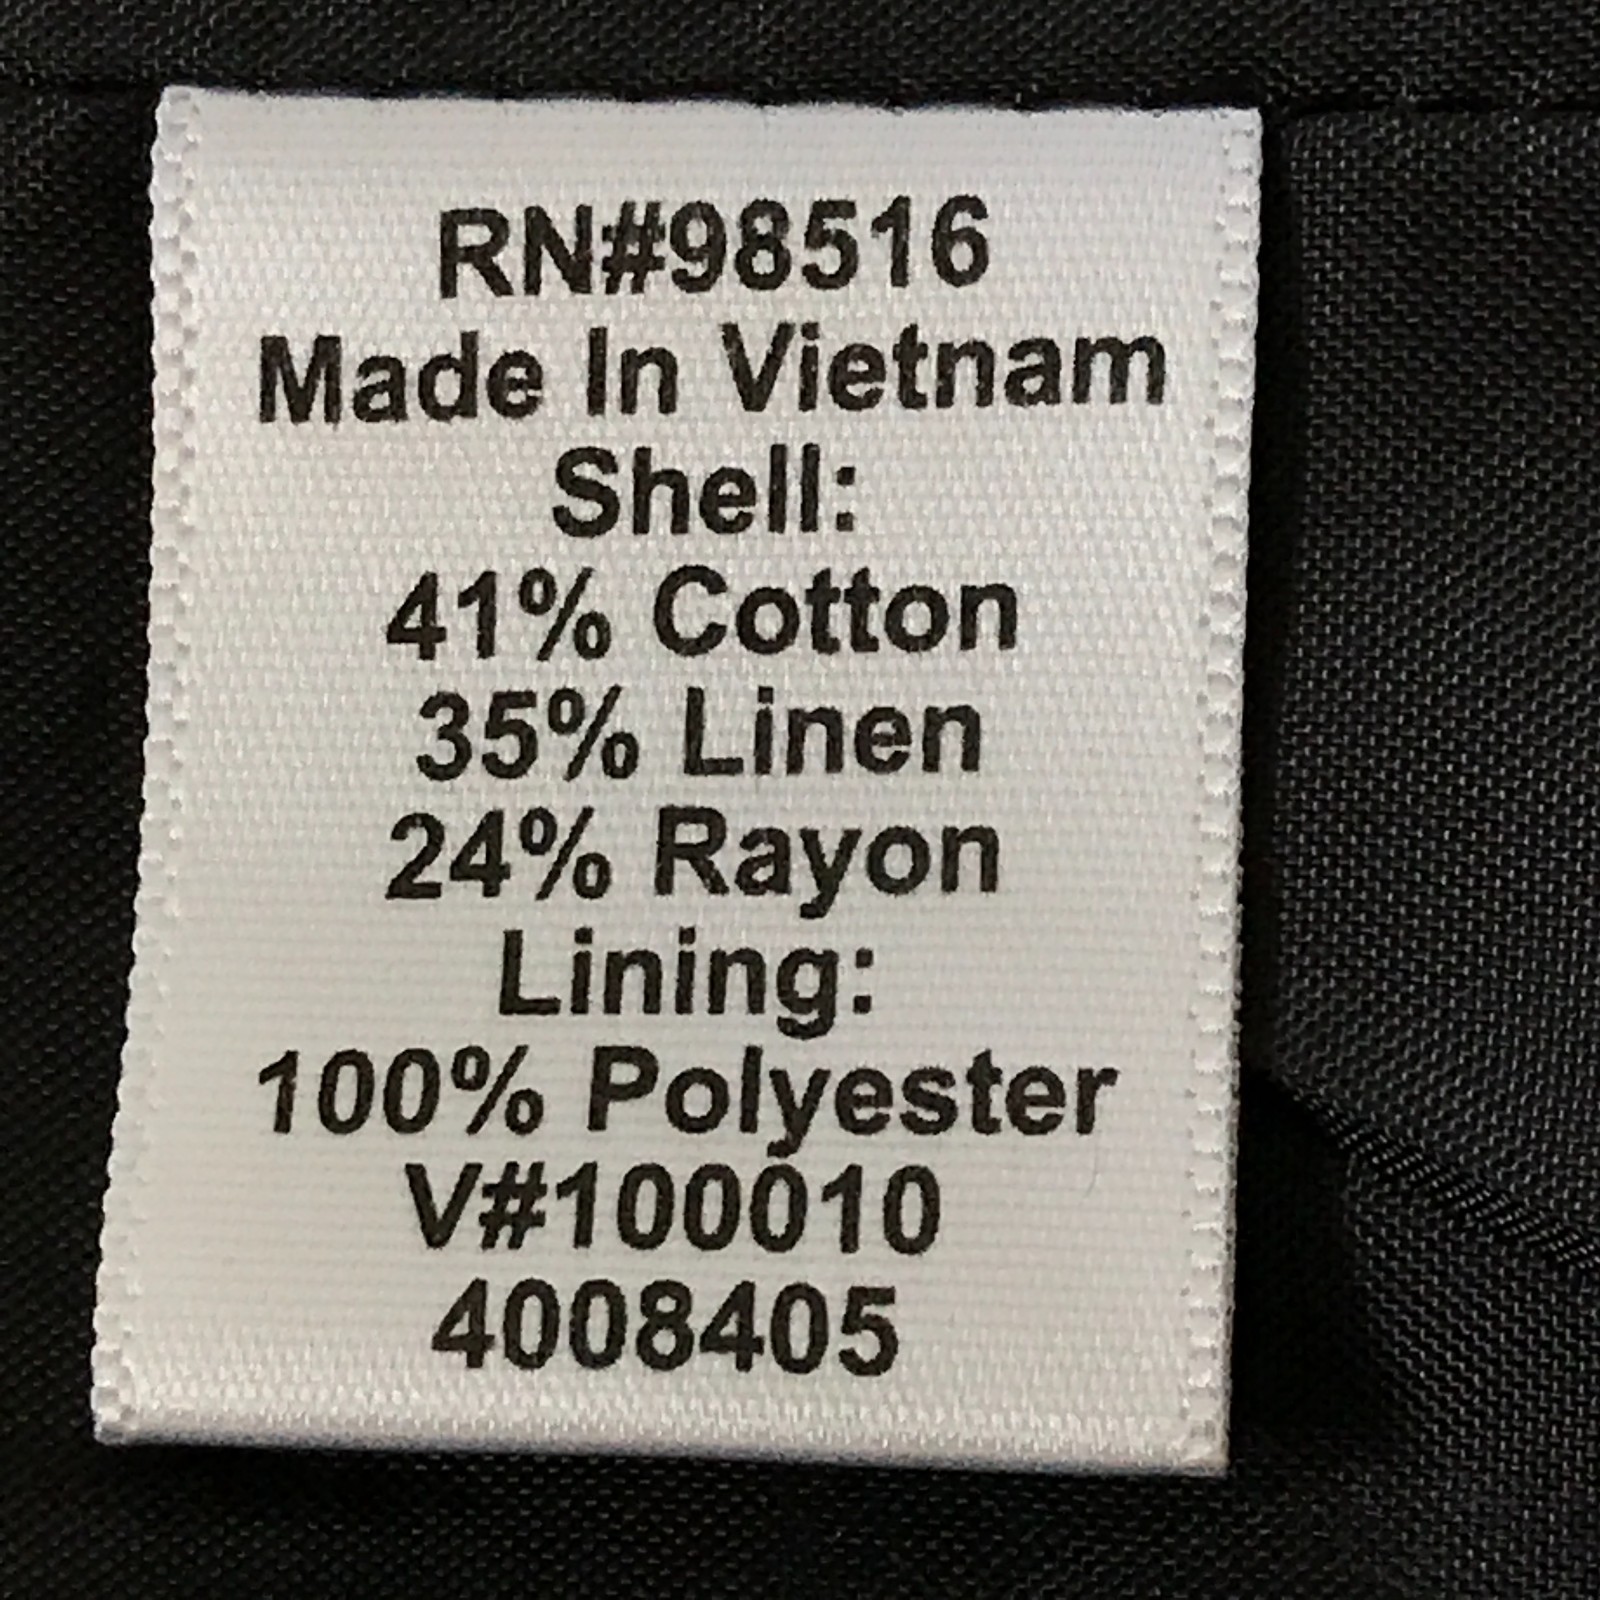 RN#98516
Made In Vietnam
Shell:
41% Cotton
35% Linen
24% Rayon
Lining:
100% Polyester
V#100010
4008405